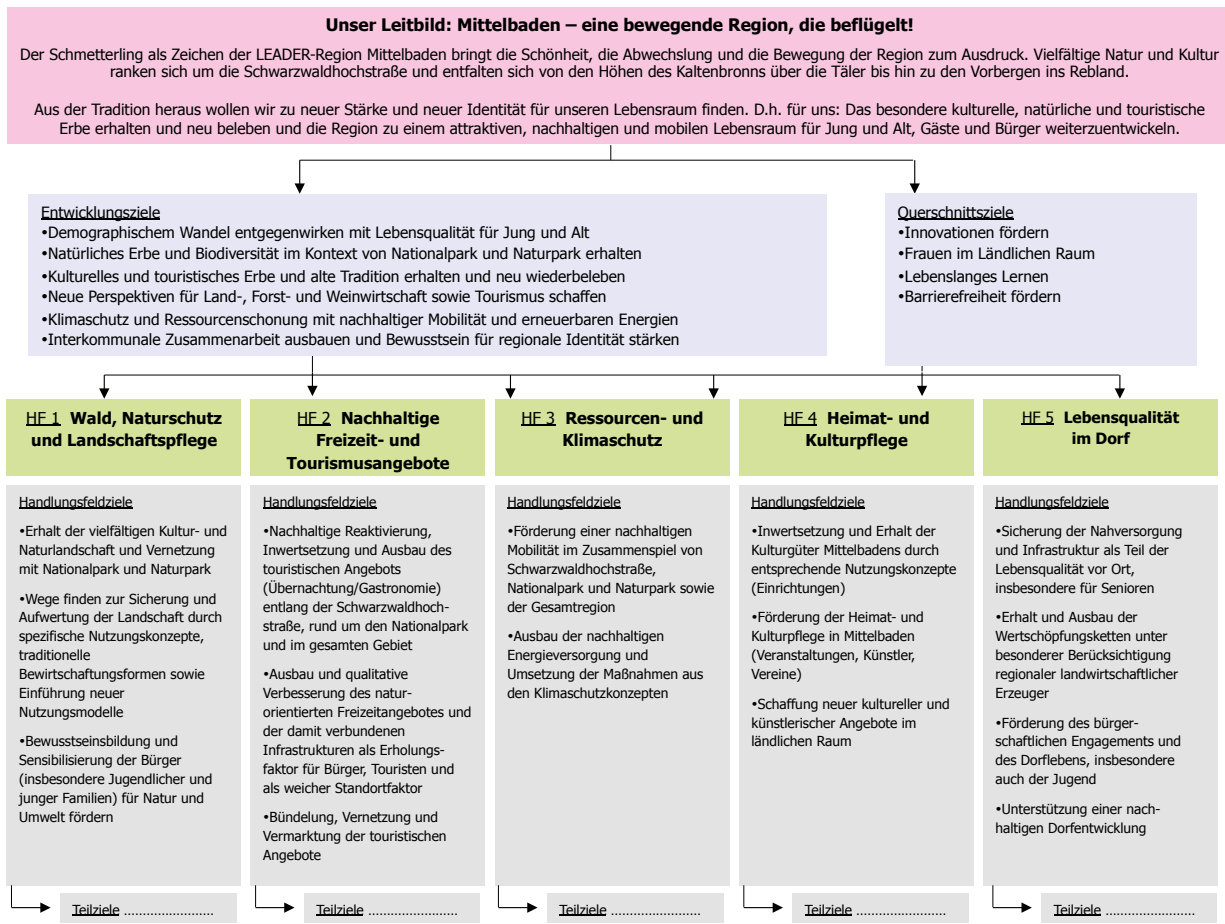 Unser Leitbild: Mittelbaden – eine bewegende Region, die beflügelt!
Der Schmetterling als Zeichen der LEADER-Region Mittelbaden bringt die Schönheit, die Abwechslung und die Bewegung der Region zum Ausdruck. Vielfältige Natur und Kultur
ranken sich um die Schwarzwaldhochstraße und entfalten sich von den Höhen des Kaltenbronns über die Täler bis hin zu den Vorbergen ins Rebland.
Aus der Tradition heraus wollen wir zu neuer Stärke und neuer Identität für unseren Lebensraum finden. D.h. für uns: Das besondere kulturelle, natürliche und touristische
Erbe erhalten und neu beleben und die Region zu einem attraktiven, nachhaltigen und mobilen Lebensraum für Jung und Alt, Gäste und Bürger weiterzuentwickeln.
Entwicklungsziele
•Demographischem Wandel entgegenwirken mit Lebensqualität für Jung und Alt
•Natürliches Erbe und Biodiversität im Kontext von Nationalpark und Naturpark erhalten
•Kulturelles und touristisches Erbe und alte Tradition erhalten und neu wiederbeleben
•Neue Perspektiven für Land-, Forst- und Weinwirtschaft sowie Tourismus schaffen
•Klimaschutz und Ressourcenschonung mit nachhaltiger Mobilität und erneuerbaren Energien
•Interkommunale Zusammenarbeit ausbauen und Bewusstsein für regionale Identität stärken
Querschnittsziele
•Innovationen fördern
•Frauen im Ländlichen Raum
•Lebenslanges Lernen
•Barrierefreiheit fördern
HF 1 Wald, Naturschutz
und Landschaftspflege
Handlungsfeldziele
•Erhalt der vielfältigen Kultur- und
Naturlandschaft und Vernetzung
mit Nationalpark und Naturpark
•Wege finden zur Sicherung und
Aufwertung der Landschaft durch
spezifische Nutzungskonzepte,
traditionelle
Bewirtschaftungsformen sowie
Einführung neuer
Nutzungsmodelle
•Bewusstseinsbildung und
Sensibilisierung der Bürger
(insbesondere Jugendlicher und
junger Familien) für Natur und
Umwelt fördern
Teilziele .......................
HF 2 Nachhaltige
Freizeit- und
Tourismusangebote
Handlungsfeldziele
•Nachhaltige Reaktivierung,
Inwertsetzung und Ausbau des
touristischen Angebots
(Übernachtung/Gastronomie)
entlang der Schwarzwaldhoch-
straße, rund um den Nationalpark
und im gesamten Gebiet
•Ausbau und qualitative
Verbesserung des natur-
orientierten Freizeitangebotes und
der damit verbundenen
Infrastrukturen als Erholungs-
faktor für Bürger, Touristen und
als weicher Standortfaktor
•Bündelung, Vernetzung und
Vermarktung der touristischen
Angebote
Teilziele .......................
HF 3 Ressourcen- und
Klimaschutz
Handlungsfeldziele
•Förderung einer nachhaltigen
Mobilität im Zusammenspiel von
Schwarzwaldhochstraße,
Nationalpark und Naturpark sowie
der Gesamtregion
•Ausbau der nachhaltigen
Energieversorgung und
Umsetzung der Maßnahmen aus
den Klimaschutzkonzepten
Teilziele .......................
HF 4 Heimat- und
Kulturpflege
Handlungsfeldziele
•Inwertsetzung und Erhalt der
Kulturgüter Mittelbadens durch
entsprechende Nutzungskonzepte
(Einrichtungen)
•Förderung der Heimat- und
Kulturpflege in Mittelbaden
(Veranstaltungen, Künstler,
Vereine)
•Schaffung neuer kultureller und
künstlerischer Angebote im
ländlichen Raum
Teilziele .......................
HF 5 Lebensqualität
im Dorf
Handlungsfeldziele
•Sicherung der Nahversorgung
und Infrastruktur als Teil der
Lebensqualität vor Ort,
insbesondere für Senioren
•Erhalt und Ausbau der
Wertschöpfungsketten unter
besonderer Berücksichtigung
regionaler landwirtschaftlicher
Erzeuger
•Förderung des bürger-
schaftlichen Engagements und
des Dorflebens, insbesondere
auch der Jugend
•Unterstützung einer nach-
haltigen Dorfentwicklung
Teilziele .......................